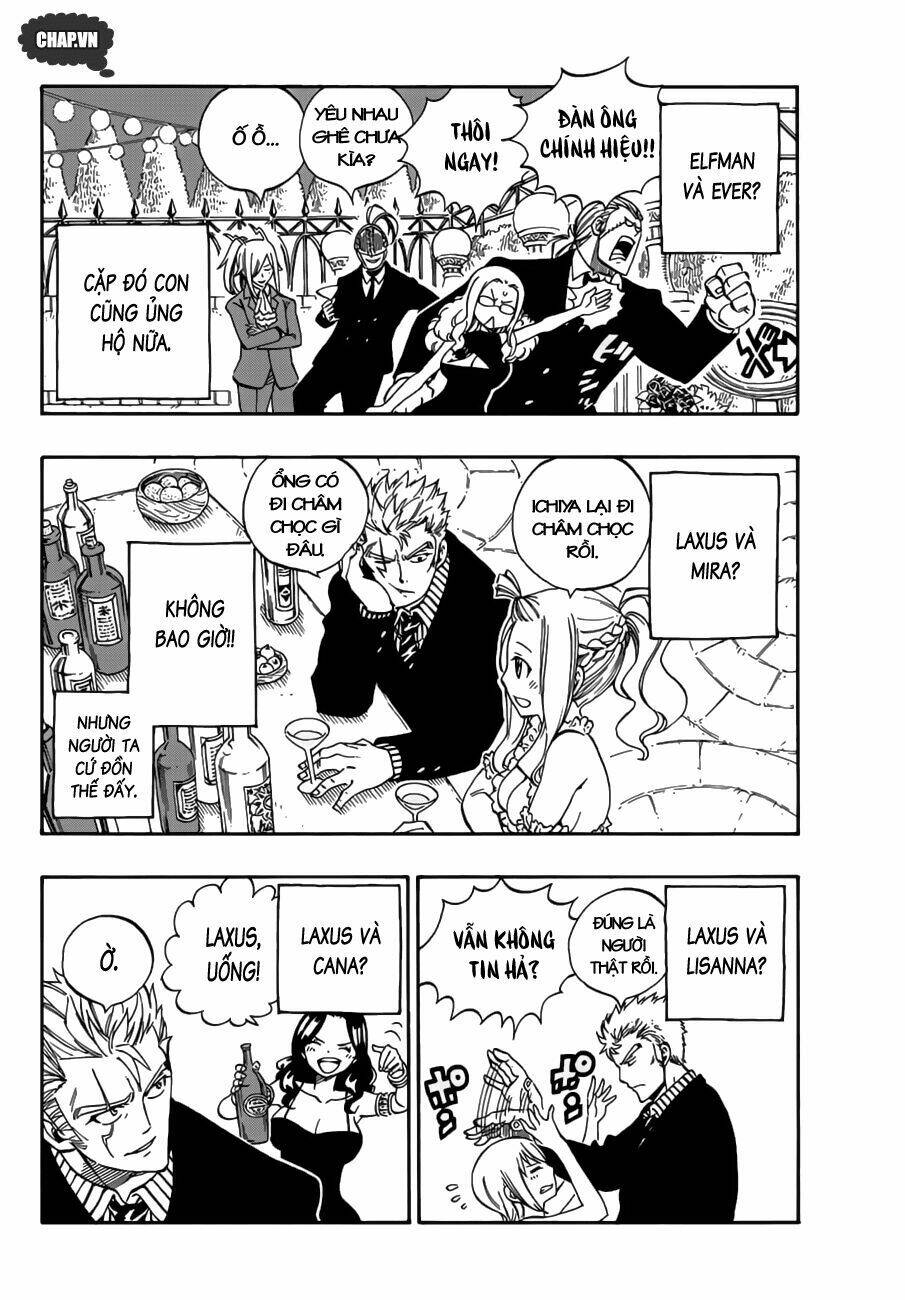 CHAP.VN
ELFMAN
VÀ EVER?
ĐÀN ÔNG
CHÍNH HIỆU!!
THÔI
NGAY!
YÊU NHAU
GHÊ CHƯA
KÌA?
Ố Ồ...
CẶP ĐÓ CON
CŨNG ỦNG
HỘ NỮA.
LAXUS VÀ
MIRA?
ICHIYA LẠI ĐI
CHÂM CHỌC
RỒI.
ỔNG CÓ
ĐI CHÂM
CHỌC GÌ
ĐÂU.
KHÔNG
BAO GIỜ!!
NHƯNG
NGƯỜI TA
CỨ ĐỒN
THẾ ĐẤY.
LAXUS VÀ
LISANNA?
ĐÚNG LÀ
NGƯỜI
THẬT RỒI.
VẪN KHÔNG
TIN HẢ?
LAXUS VÀ
CANA?
LAXUS,
UỐNG!
Ờ.